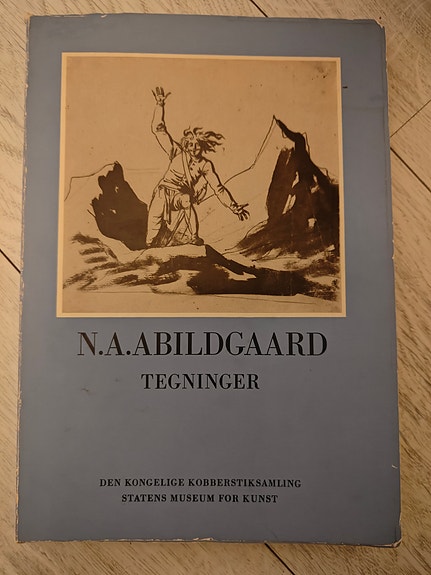 N.A.ABILDGAARD
TEGNINGER
DEN KONGELIGE KOBBERSTIKSAMLING
STATENS MUSEUM FOR KUNST